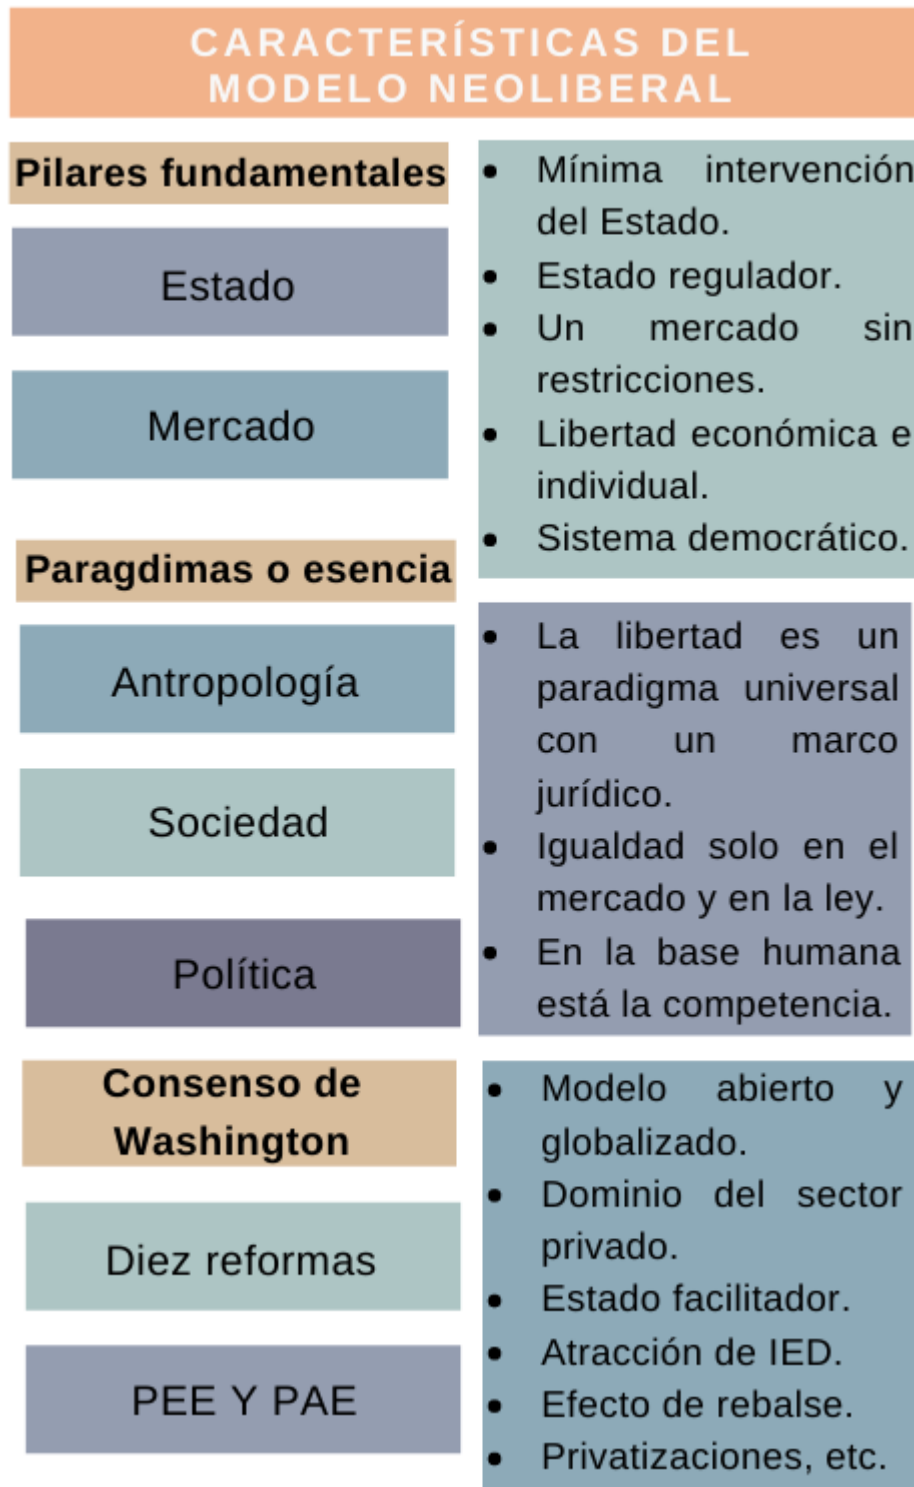 CARACTERÍSTICAS DEL
MODELO NEOLIBERAL
Pilares fundamentales
Estado
Mercado
• Mínima intervención
del Estado.
• Estado regulador.
• Un mercado sin
restricciones.
• Libertad económica e
individual.
• Sistema democrático.
Paragdimas o esencia
Antropología
Sociedad
Política
• La libertad es un
paradigma universal
con un marco
jurídico.
• Igualdad solo en el
mercado y en la ley.
• En la base humana
está la competencia.
Consenso de
Washington
Diez reformas
PEE Y PAE
• Modelo abierto y
globalizado.
• Dominio del sector
privado.
• Estado facilitador.
• Atracción de IED.
• Efecto de rebalse.
• Privatizaciones, etc.